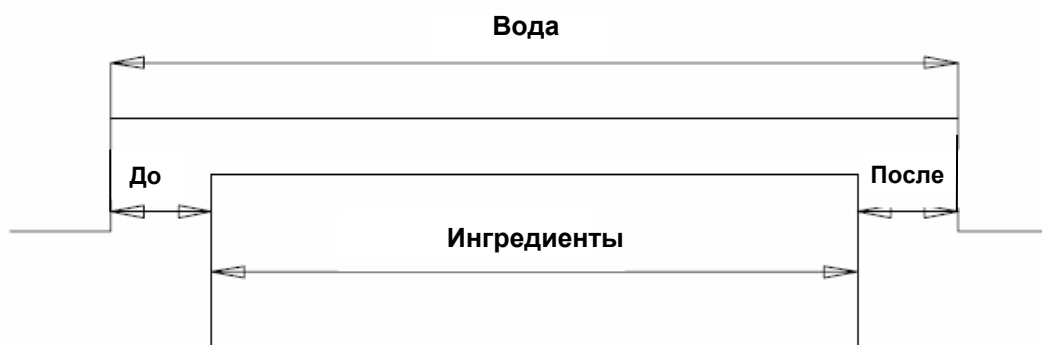 Вода
До
После
Ингредиенты